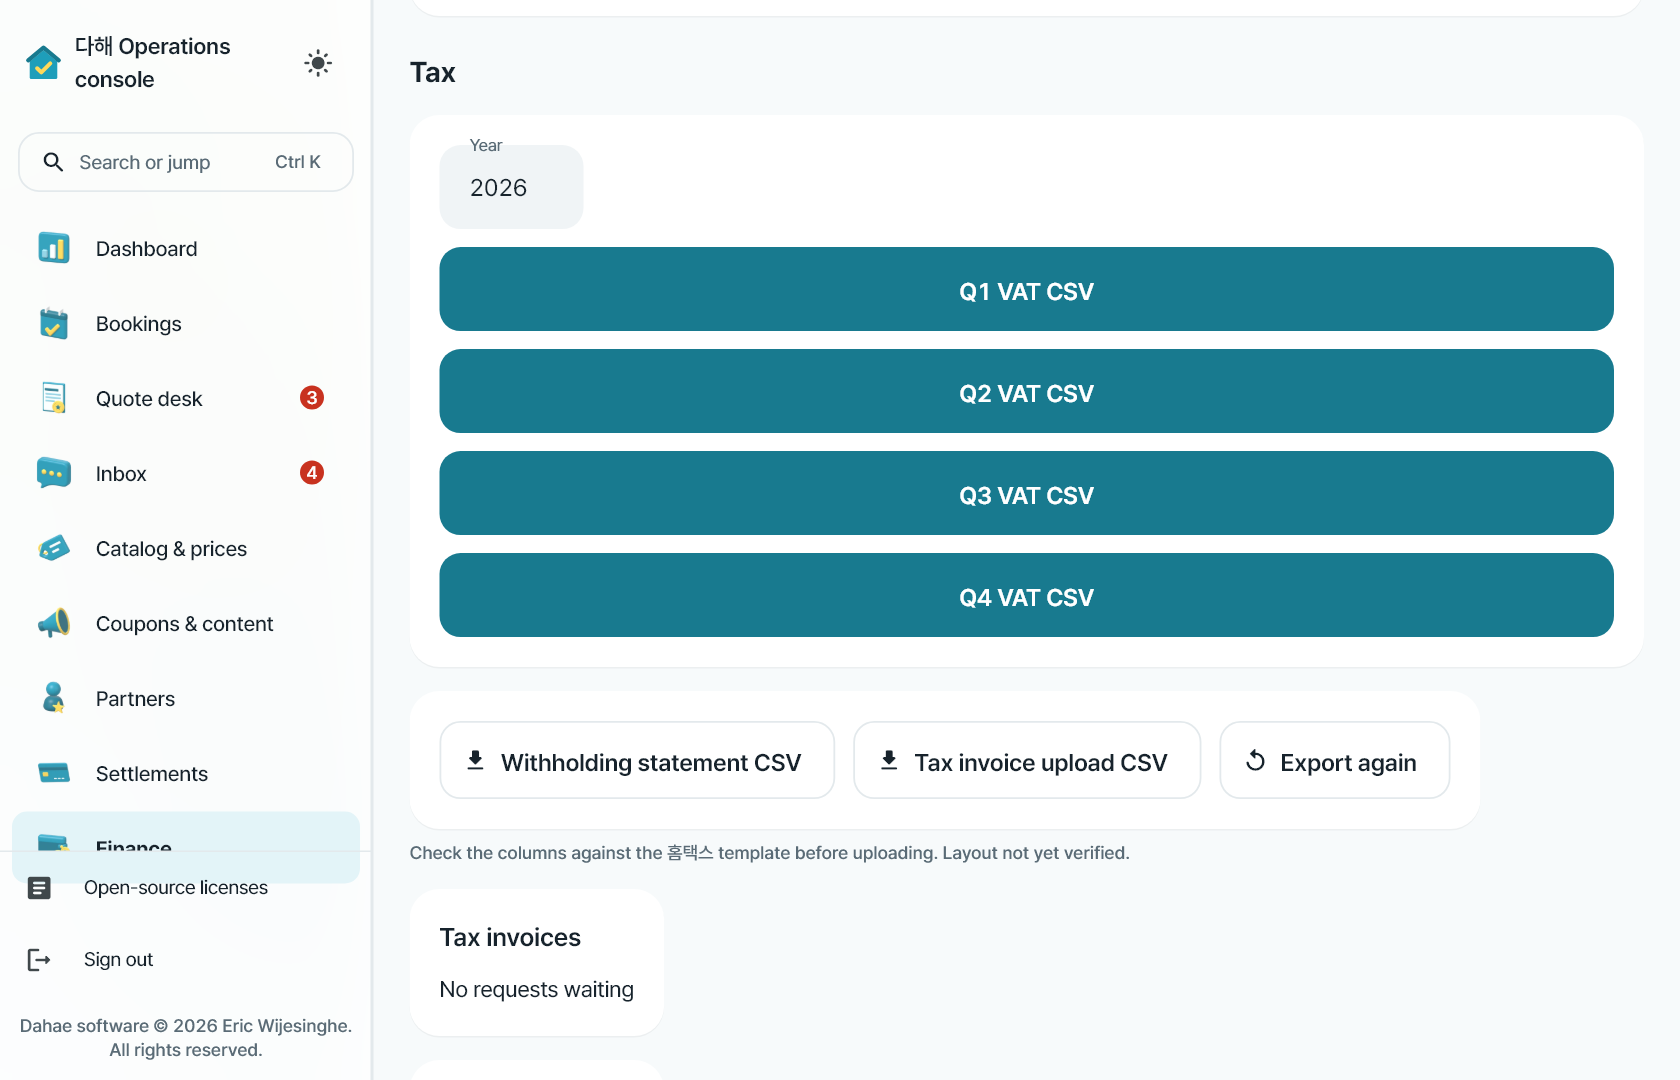 다해 Operations
console
Search or jump
Ctrl K
Dashboard
Bookings
Quote desk
3
Inbox
4
Catalog & prices
Coupons & content
Partners
Settlements
Finance
Open-source licenses
Sign out
Dahae software © 2026 Eric Wijesinghe.
All rights reserved.
Tax
Year
2026
Q1 VAT CSV
Q2 VAT CSV
Q3 VAT CSV
Q4 VAT CSV
Withholding statement CSV
Tax invoice upload CSV
Export again
Check the columns against the 홈택스 template before uploading. Layout not yet verified.
Tax invoices
No requests waiting